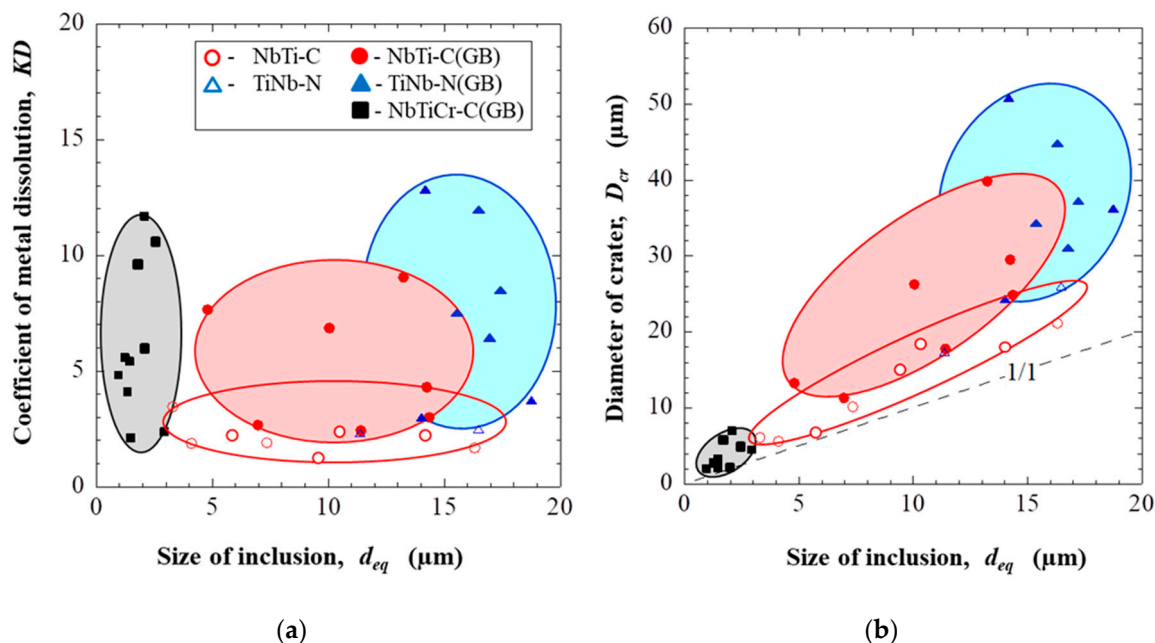 20
15
10
5
0
Coefficient of metal dissolution, KD
- NbTi-C
- NbTi-C(GB)
- TiNb-N
- TiNb-N(GB)
- NbTiCr-C(GB)
0 5 10 15 20
Size of inclusion, deq (µm)
(a)
60
50
40
30
20
10
0
Diameter of crater, Dcr (µm)
1/1
0 5 10 15 20
Size of inclusion, deq (µm)
(b)